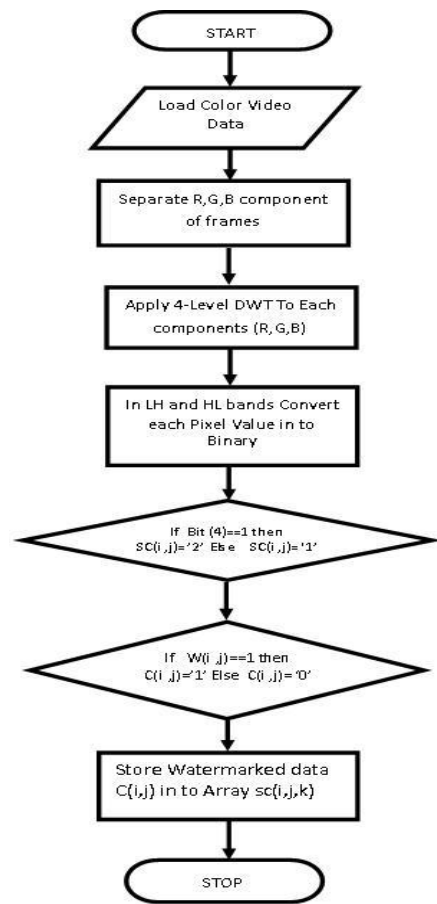 START
Load Color Video
Data
Separate R,G,B component
of frames
Apply 4-Level DWT To Each
components (R,G,B)
In LH and HL bands Convert
each Pixel Value in to
Binary
If Bit (4)==1 then
SC(i,j)='2' Else SC(i,j)='1'
If W(i,j)==1 then
C(i,j)='1' Else C(i,j)='0'
Store Watermarked data
C(i,j) in to Array sc(i,j,k)
STOP